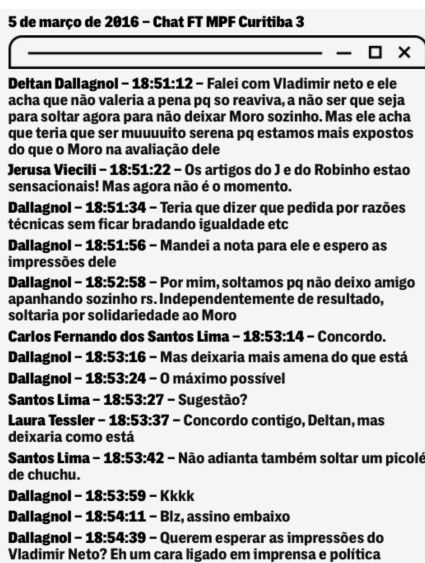 5 de março de 2016 – Chat FT MPF Curitiba 3
Deltan Dallagnol – 18:51:12 – Falei com Vladimir neto e ele
acha que não valeria a pena pq so reaviva, a não ser que seja
para soltar agora para não deixar Moro sozinho. Mas ele acha
que teria que ser muuuuito serena pq estamos mais expostos
do que o Moro na avaliação dele
Jerusa Viecili – 18:51:22 – Os artigos do J e do Robinho estao
sensacionais! Mas agora não é o momento.
Dallagnol – 18:51:34 – Teria que dizer que pedida por razões
técnicas sem ficar bradando igualdade etc
Dallagnol – 18:51:56 – Mandei a nota para ele e espero as
impressões dele
Dallagnol – 18:52:58 – Por mim, soltamos pq não deixo amigo
apanhando sozinho rs. Independentemente de resultado,
soltaria por solidariedade ao Moro
Carlos Fernando dos Santos Lima – 18:53:14 – Concordo.
Dallagnol – 18:53:16 – Mas deixaria mais amena do que está
Dallagnol – 18:53:24 – O máximo possível
Santos Lima – 18:53:27 – Sugestão?
Laura Tessler – 18:53:37 – Concordo contigo, Deltan, mas
deixaria como está
Santos Lima – 18:53:42 – Não adianta também soltar um picolé
de chuchu.
Dallagnol – 18:53:59 – Kkkk
Dallagnol – 18:54:11 – Blz, assino embaixo
Dallagnol – 18:54:39 – Querem esperar as impressões do
Vladimir Neto? Eh um cara ligado em imprensa e política